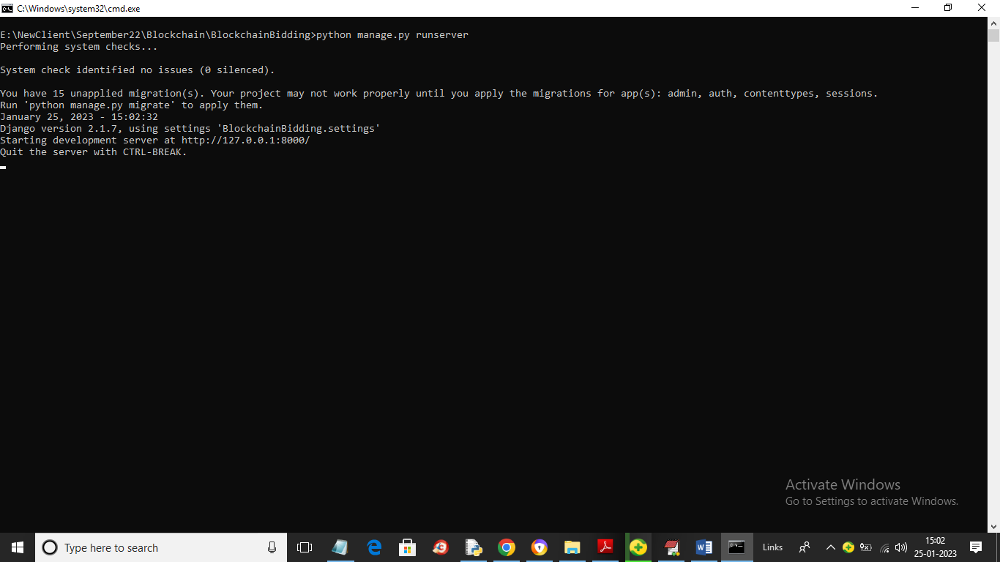 C:\Windows\system32\cmd.exe
E:\NewClient\September22\Blockchain\BlockchainBidding>python manage.py runserver
Performing system checks...
System check identified no issues (0 silenced).
You have 15 unapplied migration(s). Your project may not work properly until you apply the migrations for app(s): admin, auth, contenttypes, sessions.
Run 'python manage.py migrate' to apply them.
January 25, 2023 - 15:02:32
Django version 2.1.7, using settings 'BlockchainBidding.settings'
Starting development server at http://127.0.0.1:8000/
Quit the server with CTRL-BREAK.
Activate Windows
Go to Settings to activate Windows.
Type here to search
Links
15:02
25-01-2023